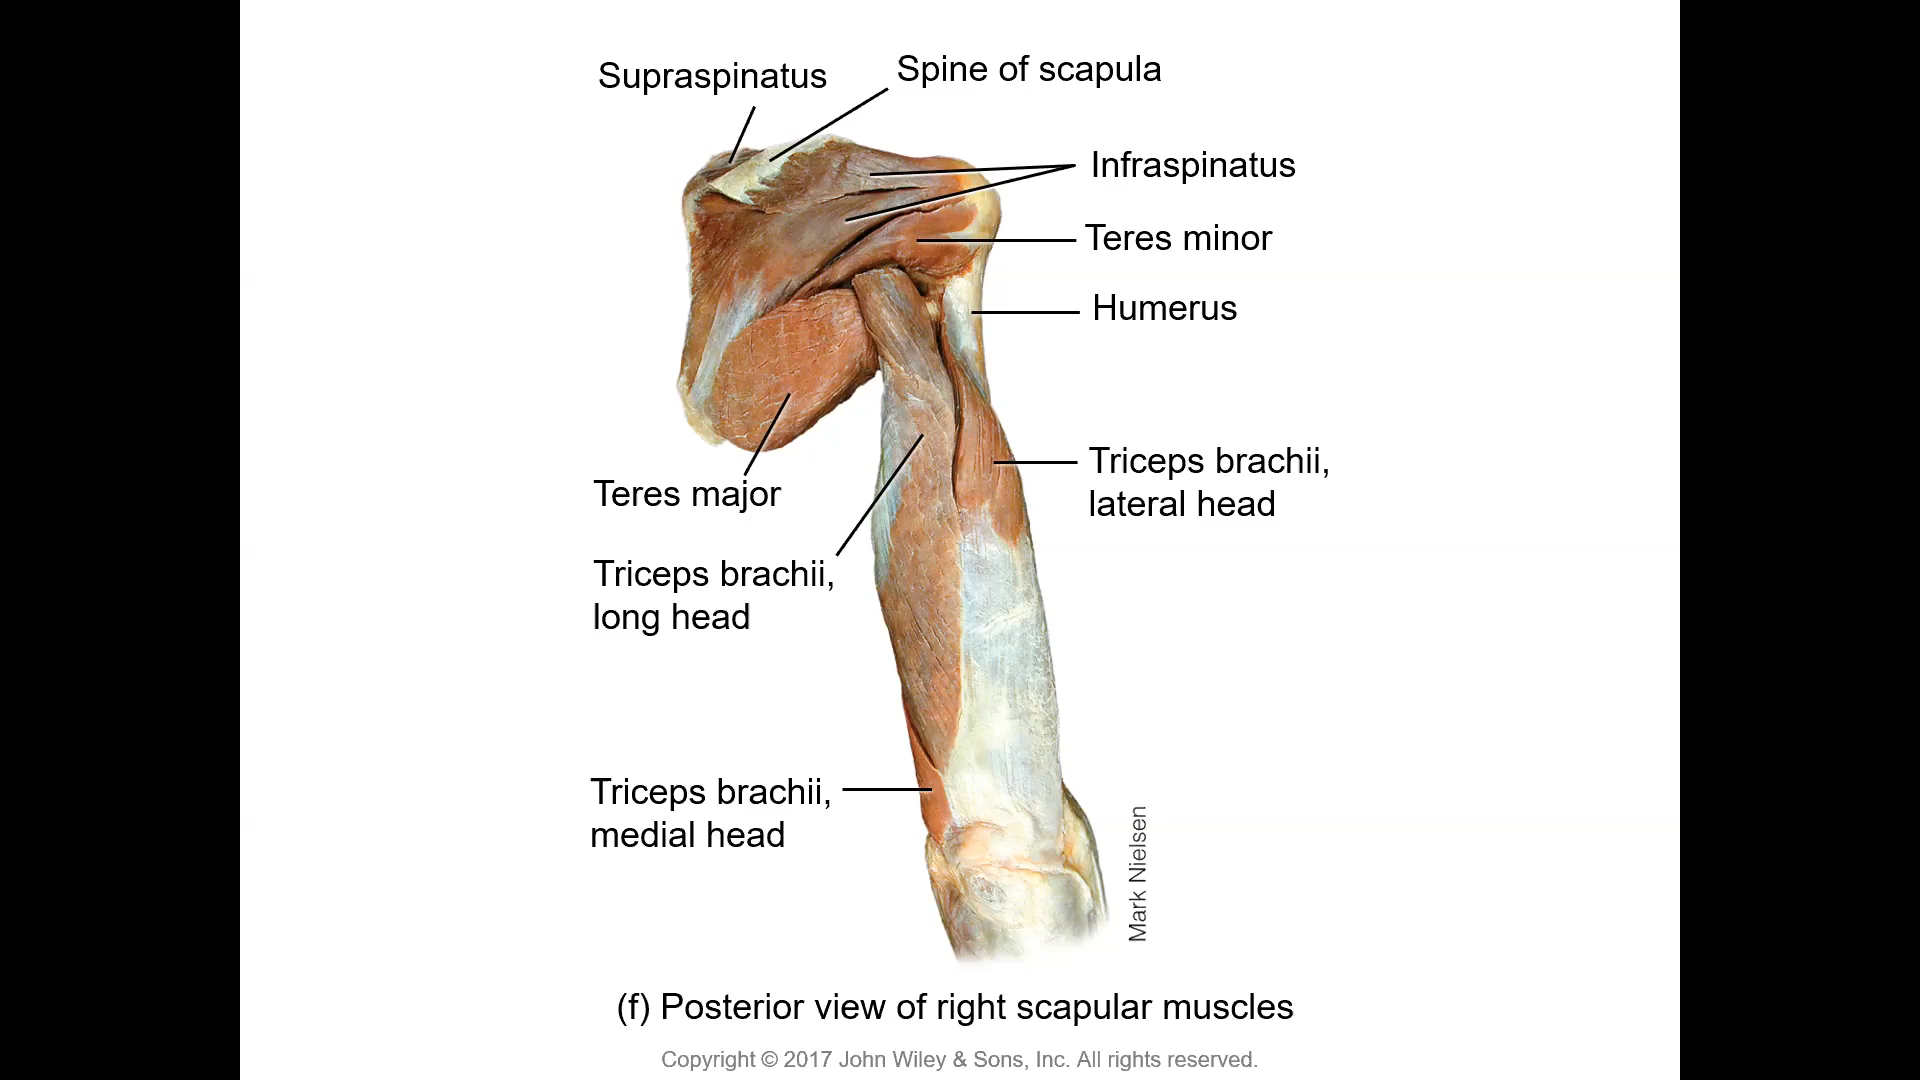 Supraspinatus
Spine of scapula
Infraspinatus
Teres minor
Humerus
Teres major
Triceps brachii,
lateral head
Triceps brachii,
long head
Triceps brachii,
medial head
Mark Nielsen
(f) Posterior view of right scapular muscles
Copyright © 2017 John Wiley & Sons, Inc. All rights reserved.